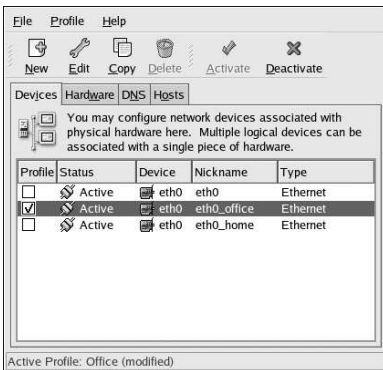 File Profile Help
New Edit Copy Delete Activate Deactivate
Devices Hardware DNS Hosts
You may configure network devices associated with
physical hardware here. Multiple logical devices can be
associated with a single piece of hardware.
Profile Status Device Nickname Type
Active eth0 eth0 Ethernet
Active eth0 eth0_office Ethernet
Active eth0 eth0_home Ethernet
Active Profile: Office (modified)